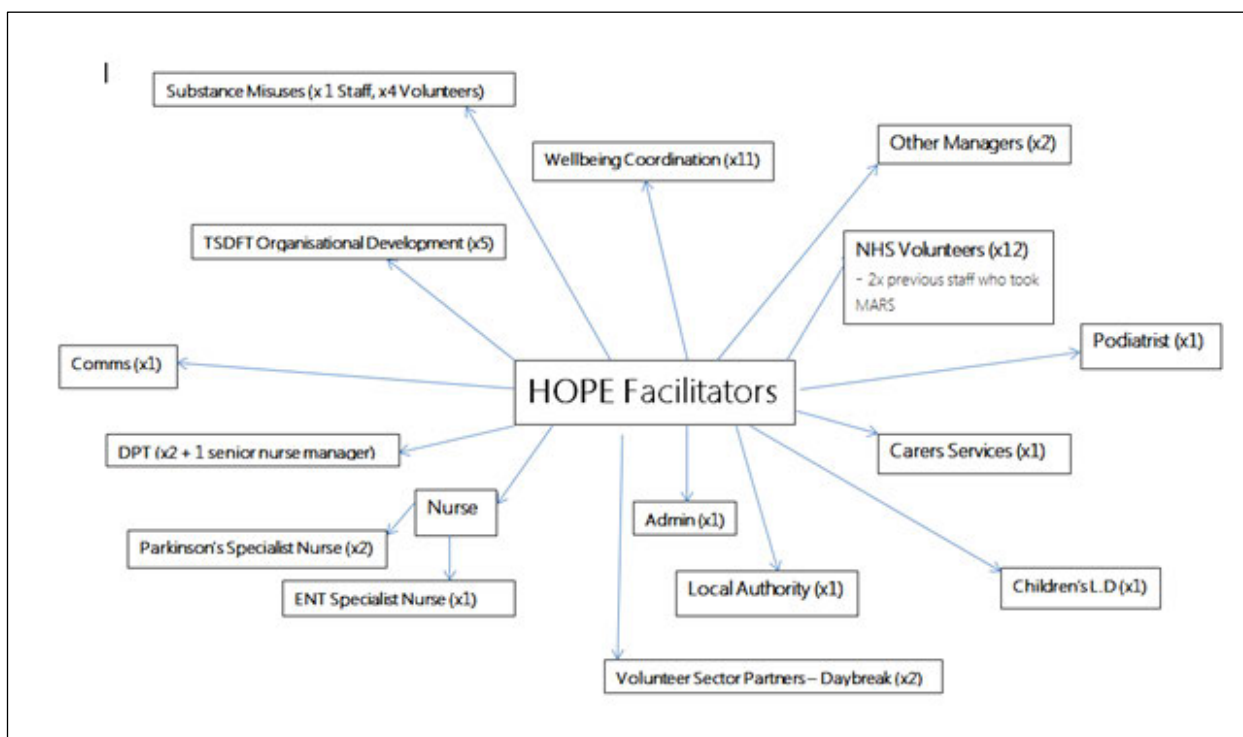 Substance Misuses (x 1 Staff, x4 Volunteers)
Wellbeing Coordination (x11)
Other Managers (x2)
TSDFT Organisational Development (x5)
NHS Volunteers (x12)
- 2x previous staff who took
MARS
Podiatrist (x1)
Comms (x1)
HOPE Facilitators
DPT (x2 + 1 senior nurse manager)
Carers Services (x1)
Nurse
Admin (x1)
Parkinson's Specialist Nurse (x2)
ENT Specialist Nurse (x1)
Local Authority (x1)
Children's L.D (x1)
Volunteer Sector Partners – Daybreak (x2)